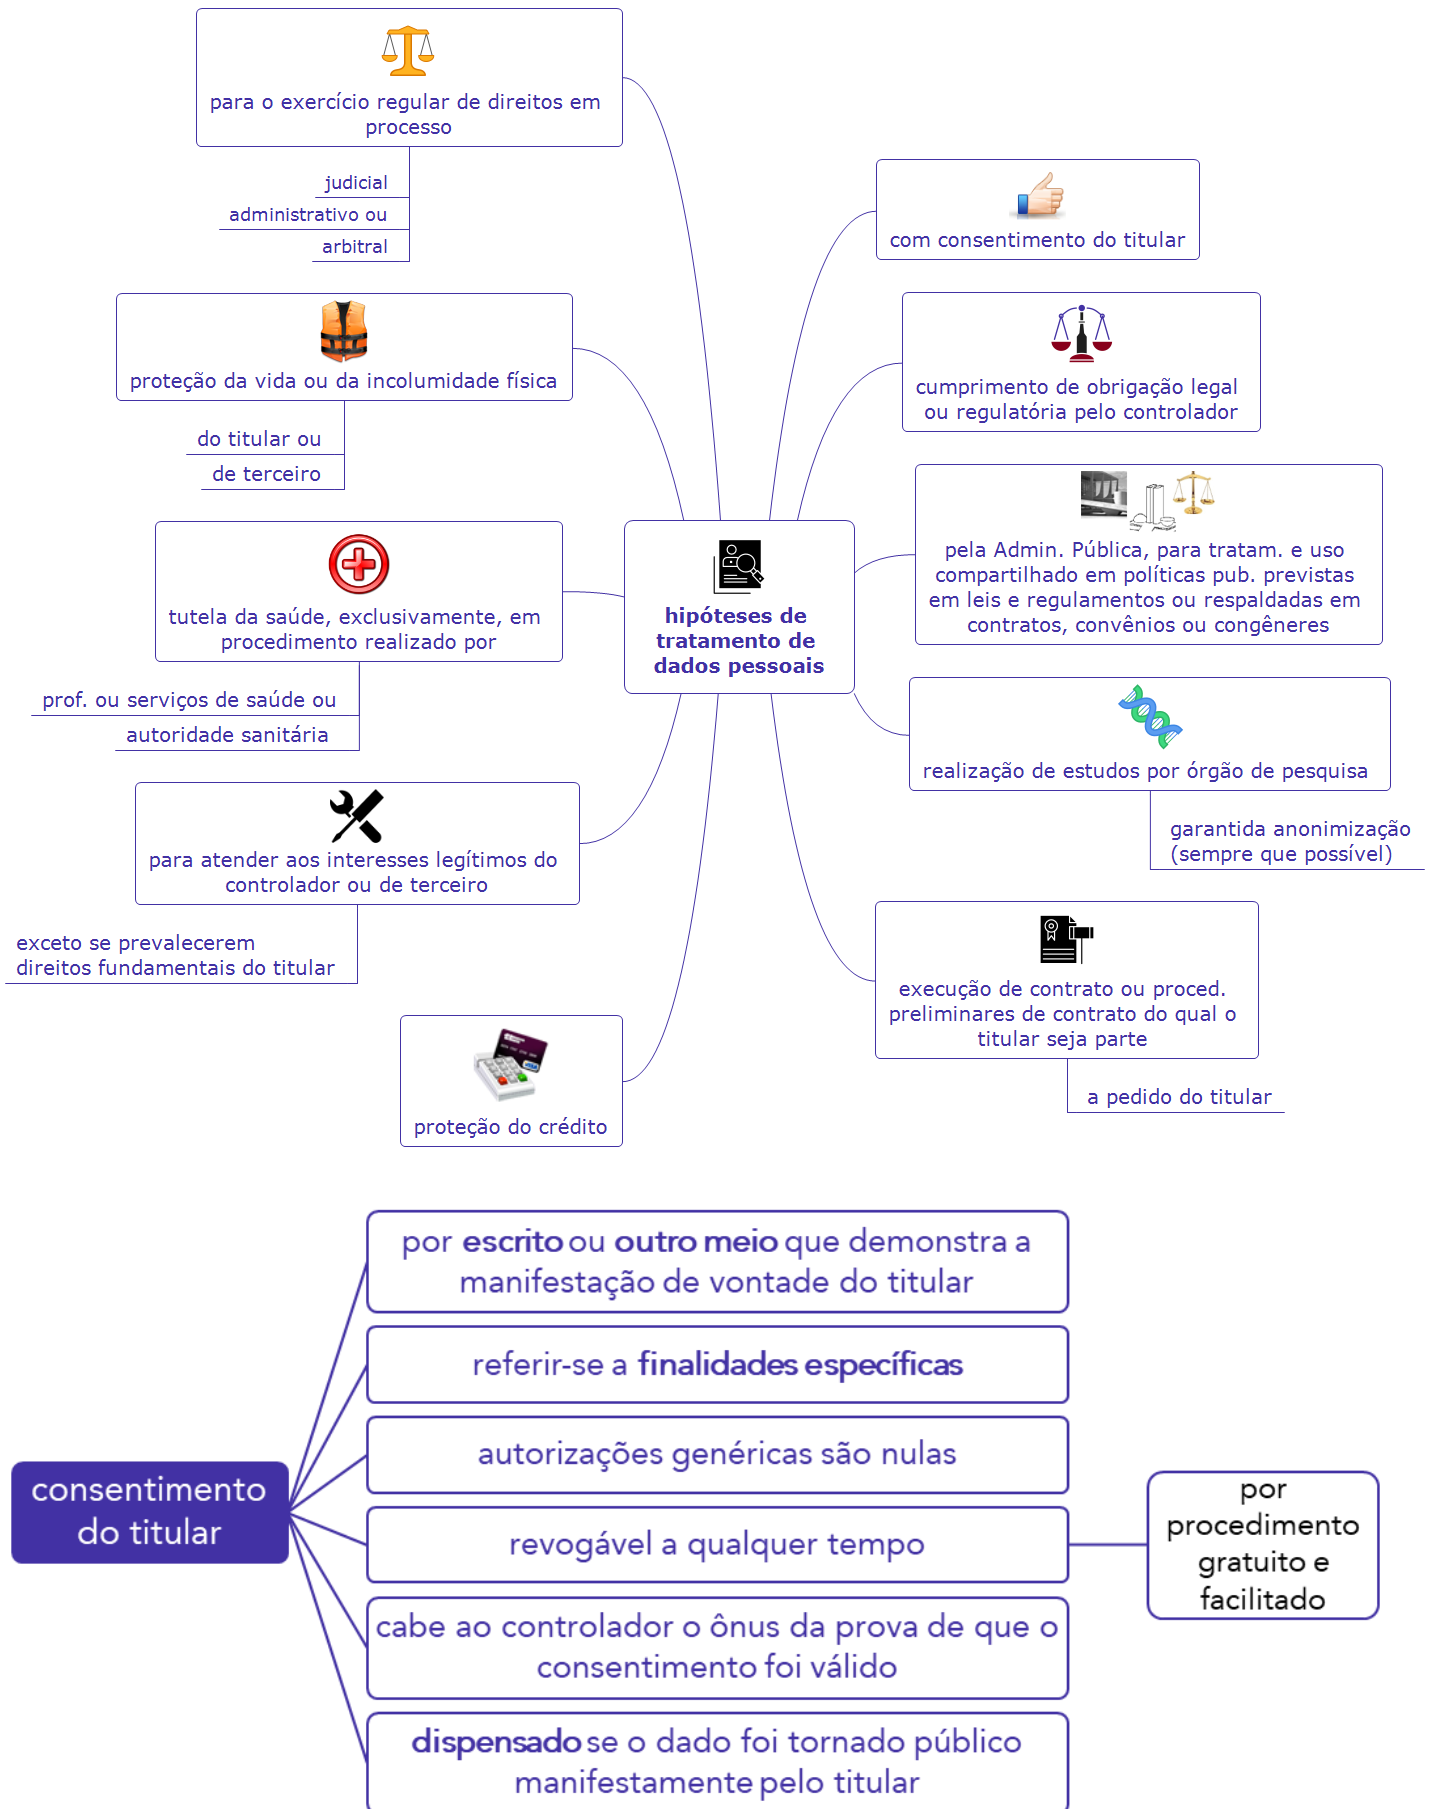 para o exercício regular de direitos em
processo
judicial
administrativo ou
arbitral
proteção da vida ou da incolumidade física
do titular ou
de terceiro
tutela da saúde, exclusivamente, em
procedimento realizado por
prof. ou serviços de saúde ou
autoridade sanitária
para atender aos interesses legítimos do
controlador ou de terceiro
exceto se prevalecerem
direitos fundamentais do titular
proteção do crédito
hipóteses de
tratamento de
dados pessoais
com consentimento do titular
cumprimento de obrigação legal
ou regulatória pelo controlador
pela Admin. Pública, para tratam. e uso
compartilhado em políticas pub. previstas
em leis e regulamentos ou respaldadas em
contratos, convênios ou congêneres
realização de estudos por órgão de pesquisa
garantida anonimização
(sempre que possível)
execução de contrato ou proced.
preliminares de contrato do qual o
titular seja parte
a pedido do titular
consentimento
do titular
por escrito ou outro meio que demonstra a
manifestação de vontade do titular
referir-se a finalidades específicas
autorizações genéricas são nulas
revogável a qualquer tempo
por
procedimento
gratuito e
facilitado
cabe ao controlador o ônus da prova de que o
consentimento foi válido
dispensado se o dado foi tornado público
manifestamente pelo titular